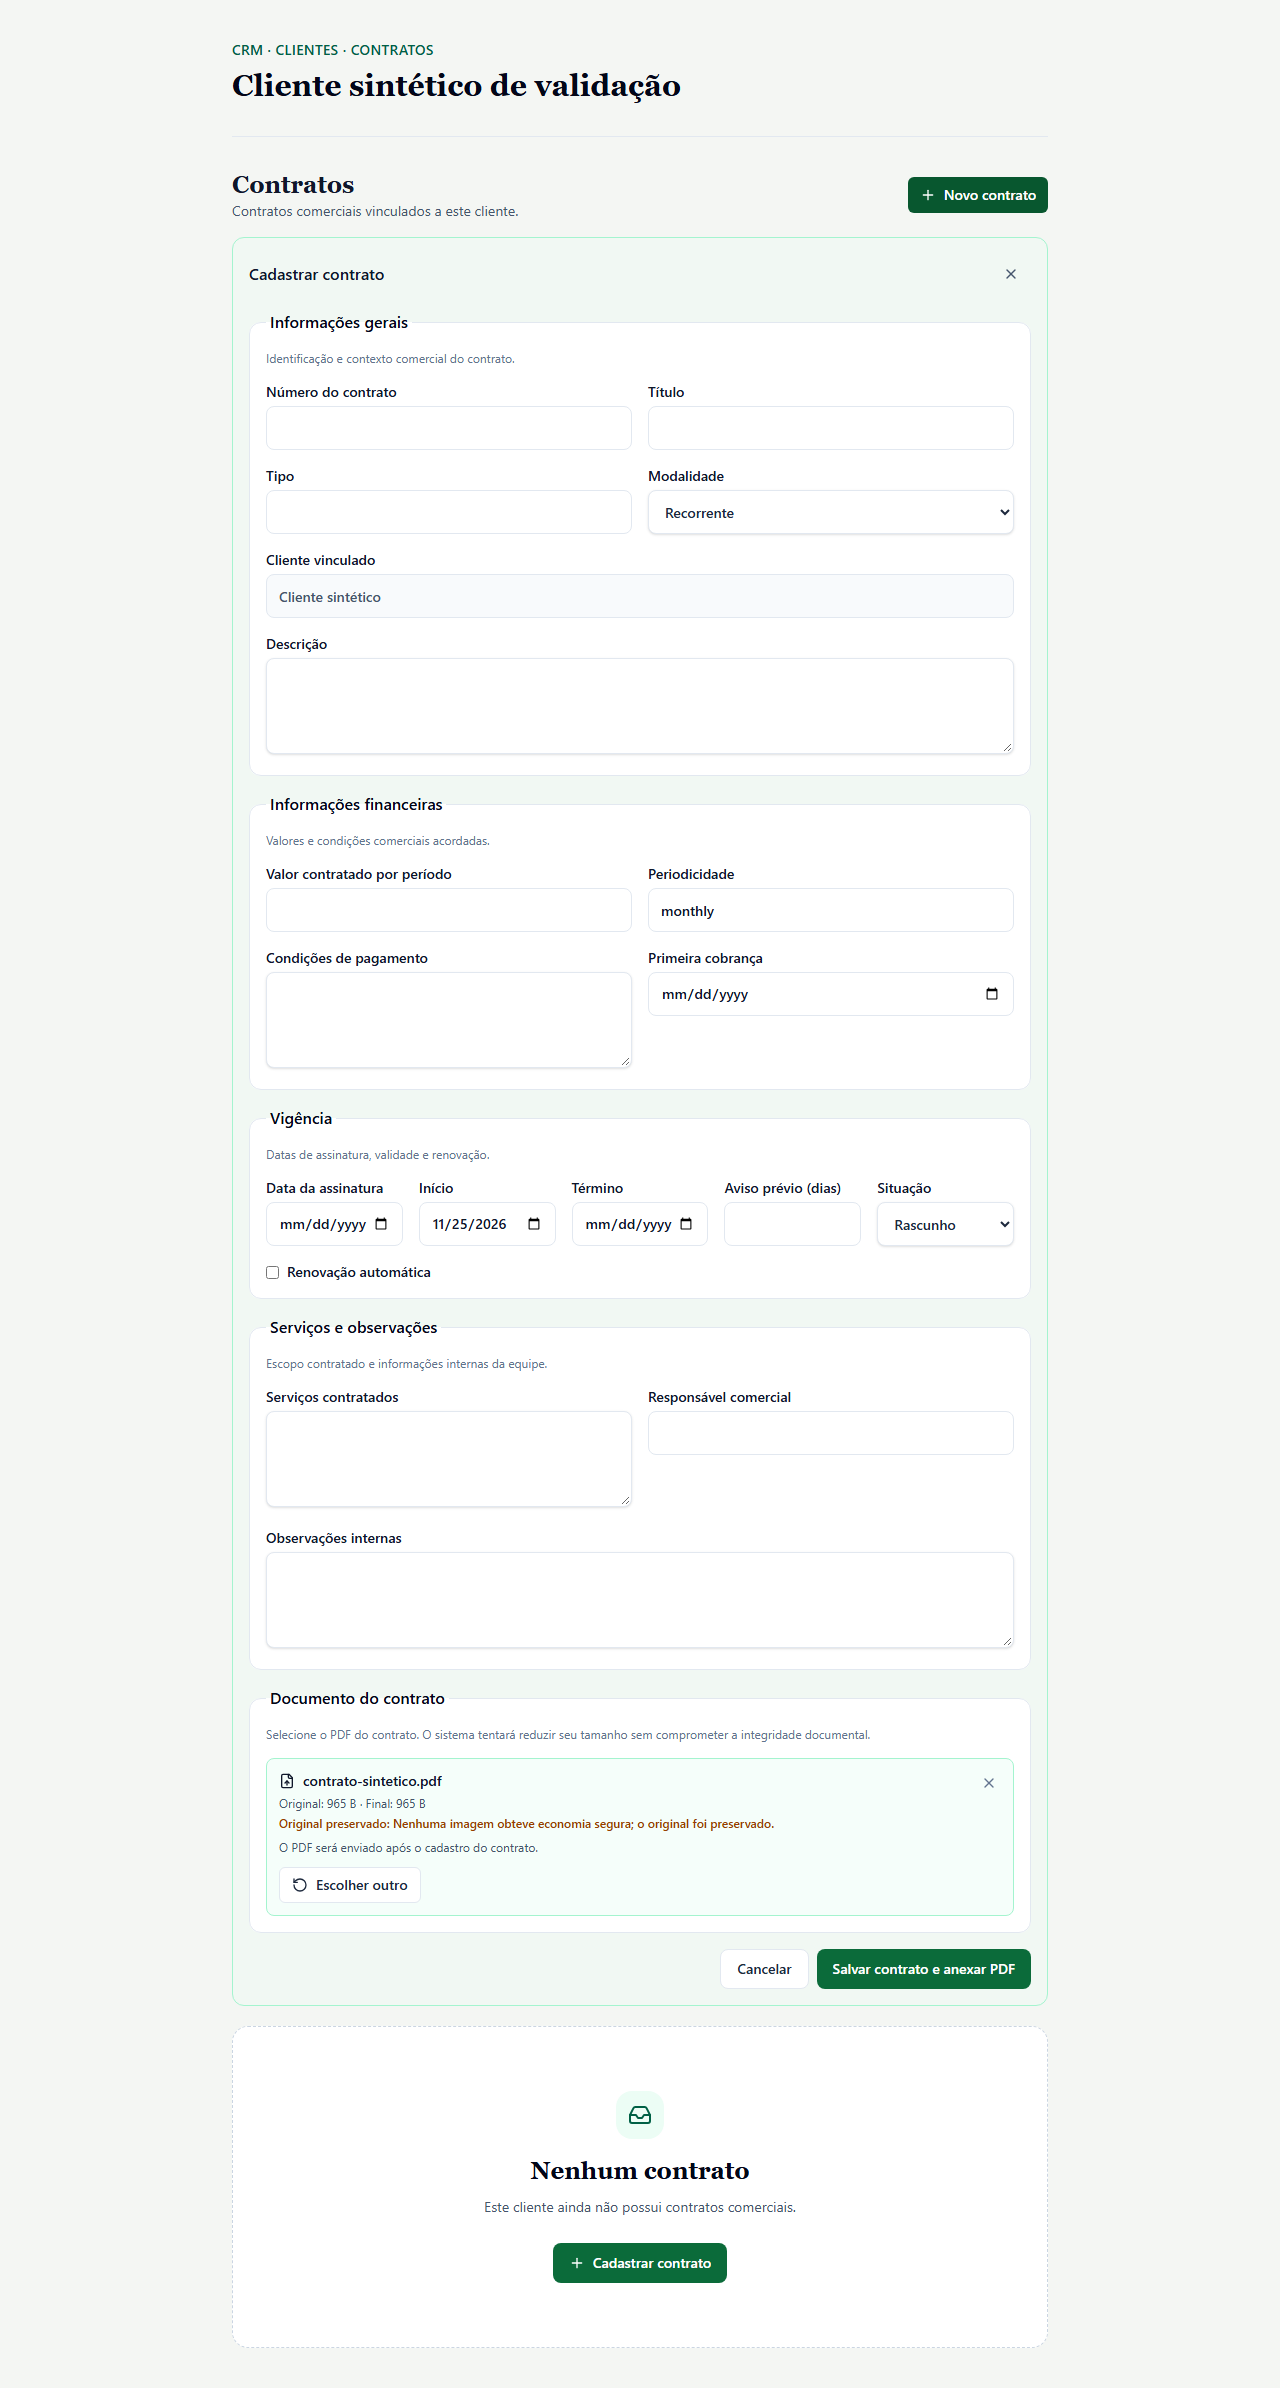 CRM · CLIENTES · CONTRATOS
Cliente sintético de validação
Contratos
Contratos comerciais vinculados a este cliente.
Novo contrato
Cadastrar contrato
Informações gerais
Identificação e contexto comercial do contrato.
Número do contrato
Título
Tipo
Modalidade
Recorrente
Cliente vinculado
Cliente sintético
Descrição
Informações financeiras
Valores e condições comerciais acordadas.
Valor contratado por período
Periodicidade
monthly
Condições de pagamento
Primeira cobrança
mm/dd/yyyy
Vigência
Datas de assinatura, validade e renovação.
Data da assinatura
Início
Término
Aviso prévio (dias)
Situação
mm/dd/yyyy
11/25/2026
mm/dd/yyyy
Rascunho
Renovação automática
Serviços e observações
Escopo contratado e informações internas da equipe.
Serviços contratados
Responsável comercial
Observações internas
Documento do contrato
Selecione o PDF do contrato. O sistema tentará reduzir seu tamanho sem comprometer a integridade documental.
contrato-sintetico.pdf
Original: 965 B · Final: 965 B
Original preservado: Nenhuma imagem obteve economia segura; o original foi preservado.
O PDF será enviado após o cadastro do contrato.
Escolher outro
Cancelar
Salvar contrato e anexar PDF
Nenhum contrato
Este cliente ainda não possui contratos comerciais.
Cadastrar contrato